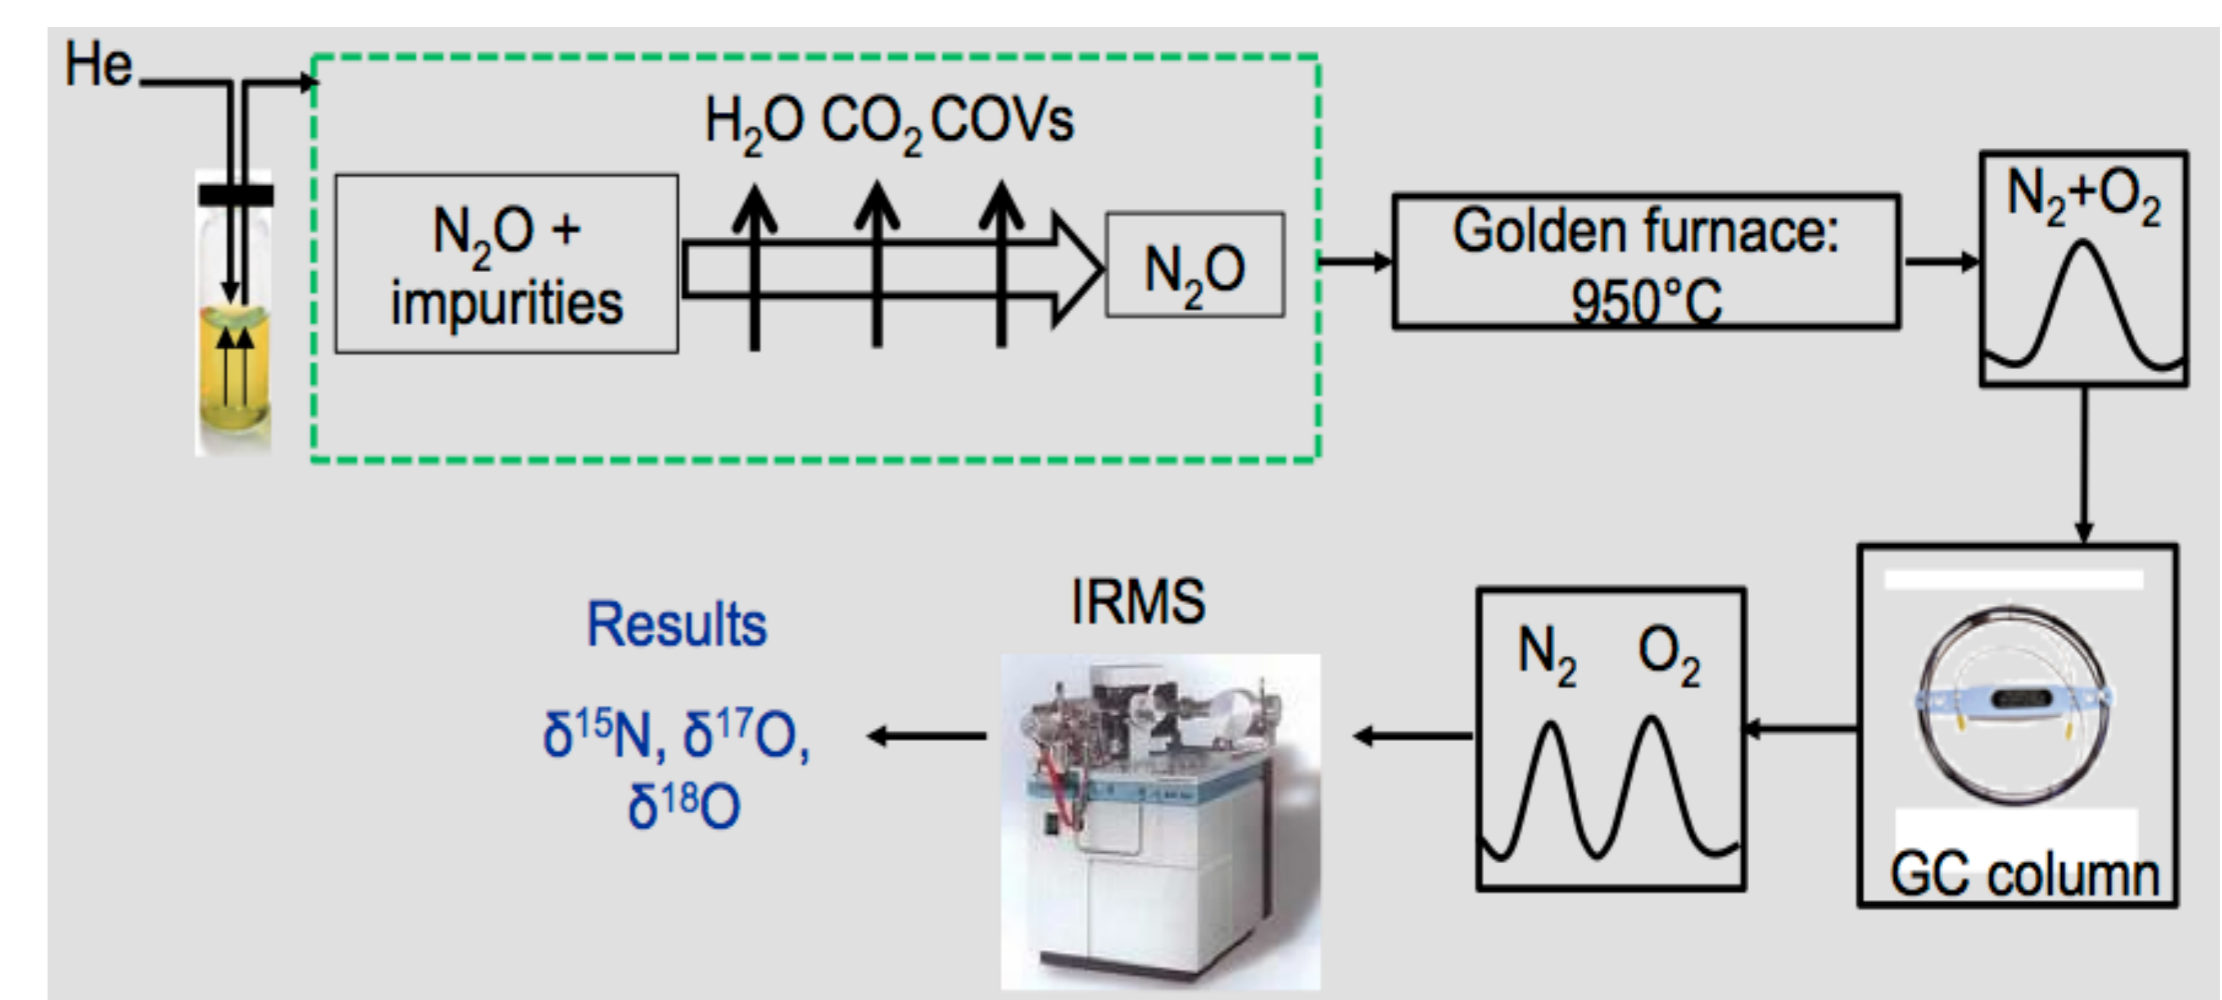 He
H₂O CO₂ COVs
N₂O +
impurities
N₂O
Golden furnace:
950°C
N₂+O₂
GC column
N₂ O₂
IRMS
Results
δ¹⁵N, δ¹⁷O,
δ¹⁸O